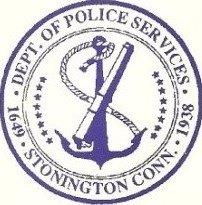 · DEPT. OF POLICE SERVICES ·
1649 · STONINGTON CONN. · 1938